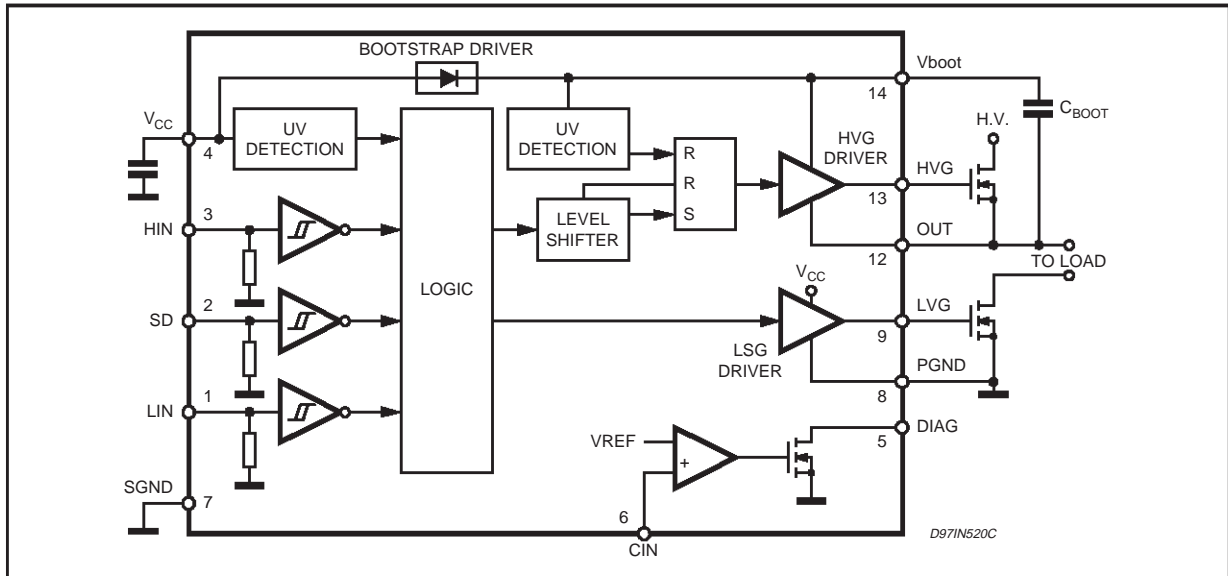 BOOTSTRAP DRIVER
Vboot
14
CBOOT
H.V.
VCC
4
UV
DETECTION
UV
DETECTION
R
R
S
HVG
DRIVER
HVG
13
HIN
3
LEVEL
SHIFTER
OUT
12
TO LOAD
LOGIC
VCC
SD
2
LVG
9
LSG
DRIVER
PGND
8
LIN
1
DIAG
5
VREF
+
SGND
7
6
CIN
D97IN520C